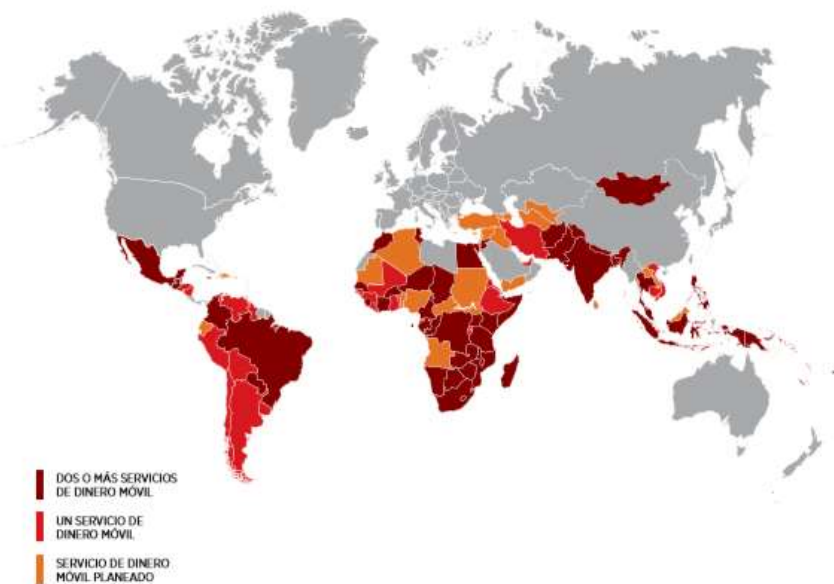 DOS O MÁS SERVICIOS
DE DINERO MÓVIL
UN SERVICIO DE
DINERO MÓVIL
SERVICIO DE DINERO
MÓVIL PLANEADO